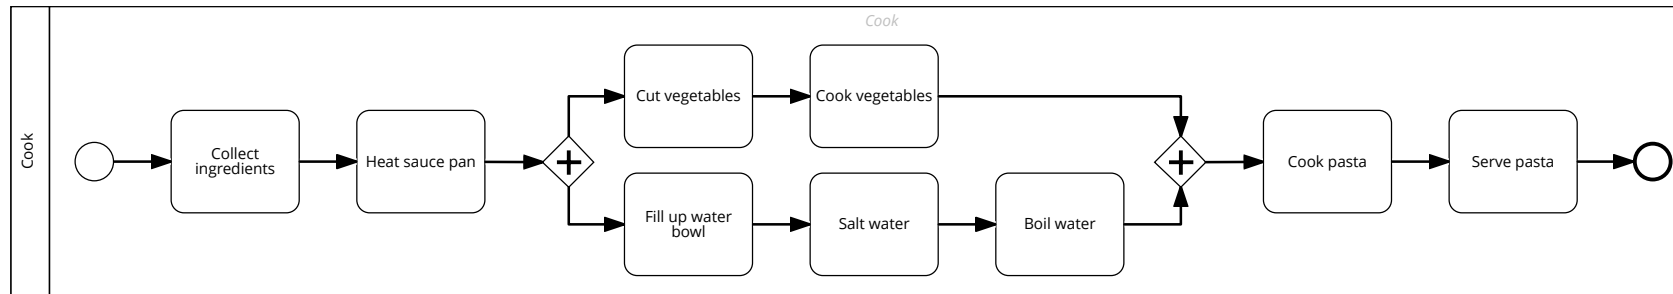 Cook
Cook
Cut vegetables
Cook vegetables
Collect
ingredients
Heat sauce pan
Cook pasta
Serve pasta
Fill up water
bowl
Salt water
Boil water